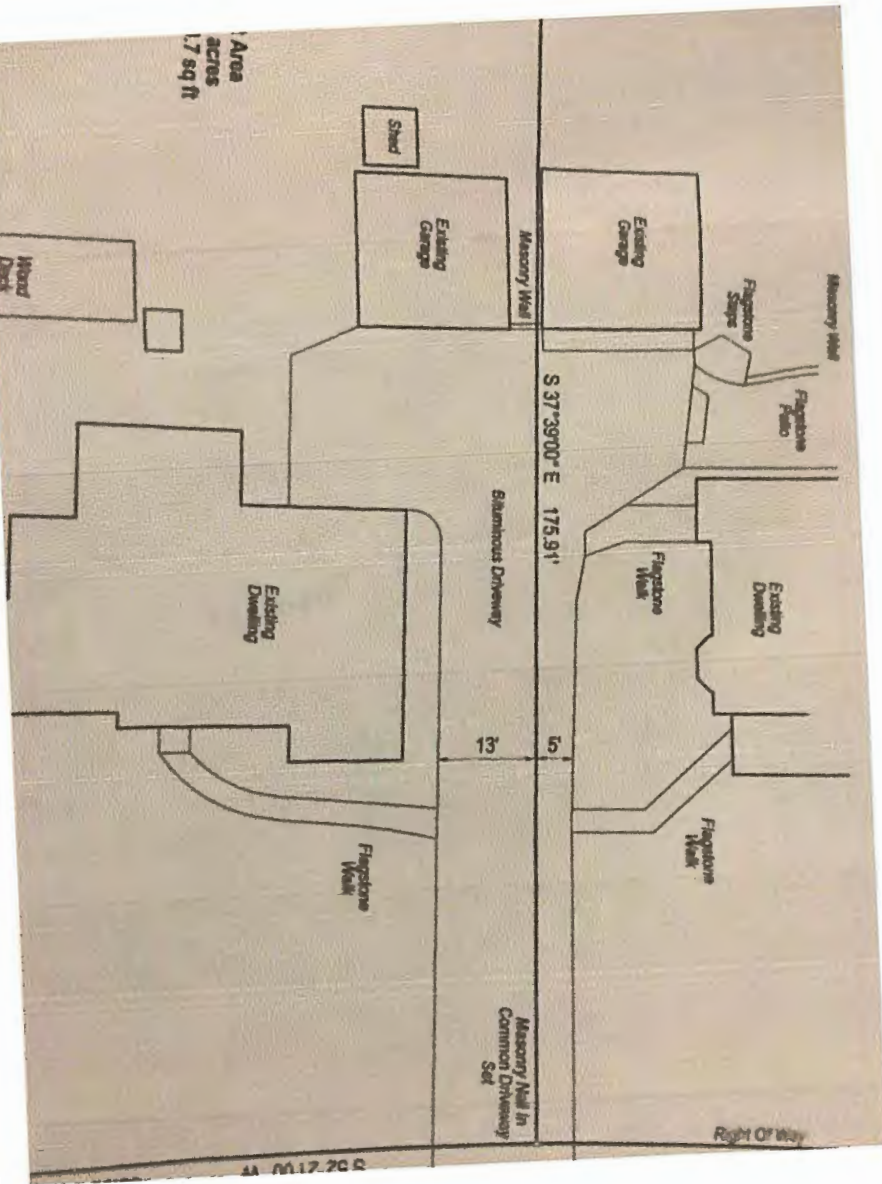 Area
acres
.7 sq ft
Shed
Existing
Garage
Masonry Wall
Existing
Garage
Flagstone
Steps
Masonry Wall
Flagstone
Patio
Wood
Deck
S 37°39'00" E 175.91'
Bituminous Driveway
Flagstone
Walk
Existing
Dwelling
Existing
Dwelling
13'
5'
Flagstone
Walk
Flagstone
Walk
Masonry Nail In
Common Driveway
Set
Right Of Way